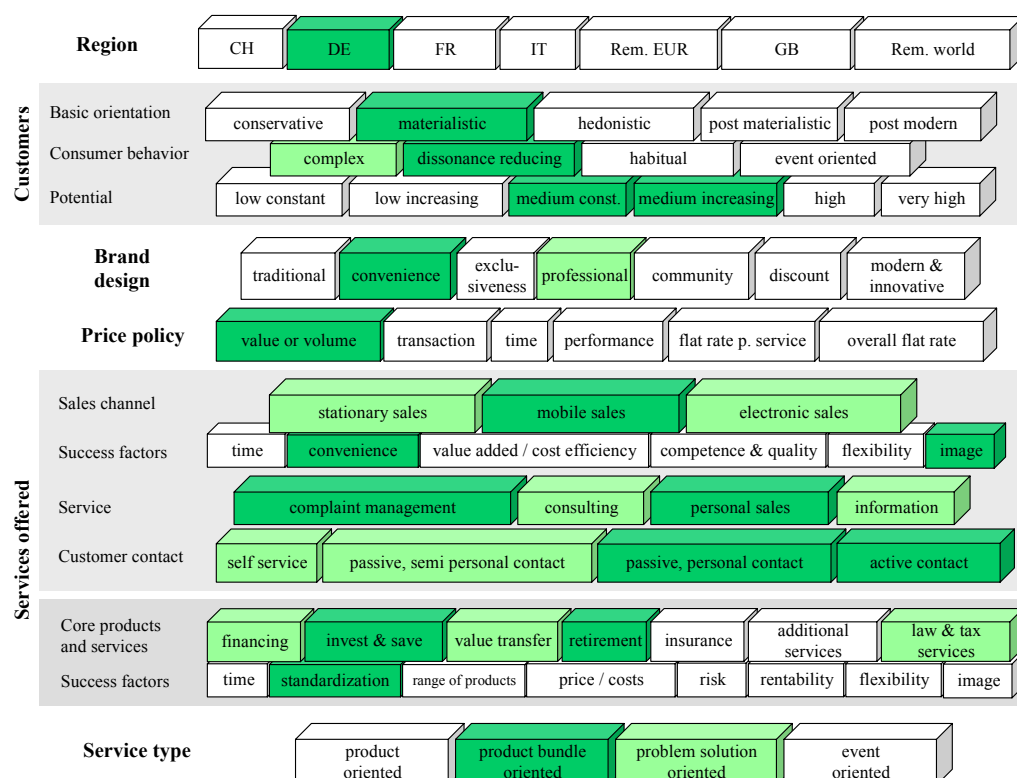 Region CH DE FR IT Rem. EUR GB Rem. world
Customers
Basic orientation conservative materialistic hedonistic post materialistic post modern
Consumer behavior complex dissonance reducing habitual event oriented
Potential low constant low increasing medium const. medium increasing high very high
Brand design traditional convenience exclu-siveness professional community discount modern & innovative
Price policy value or volume transaction time performance flat rate p. service overall flat rate
Services offered
Sales channel stationary sales mobile sales electronic sales
Success factors time convenience value added / cost efficiency competence & quality flexibility image
Service complaint management consulting personal sales information
Customer contact self service passive, semi personal contact passive, personal contact active contact
Core products and services financing invest & save value transfer retirement insurance additional services law & tax services
Success factors time standardization range of products price / costs risk rentability flexibility image
Service type product oriented product bundle oriented problem solution oriented event oriented